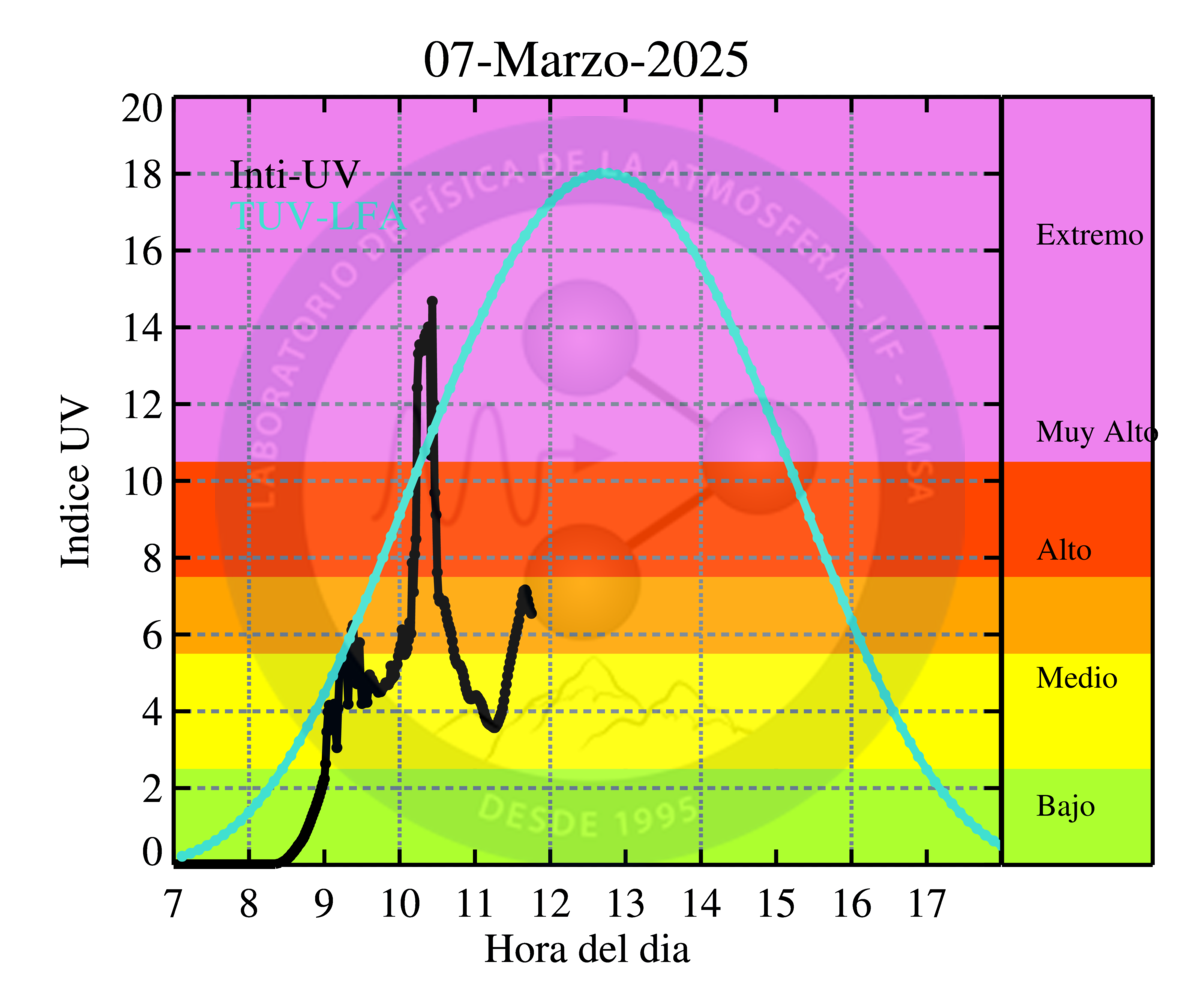 07-Marzo-2025
Inti-UV
TUV-LFA
LABORATORIO DE FÍSICA DE LA ATMÓSFERA - IIF - UMSA
DESDE 1995
Indice UV
20
18
16
14
12
10
8
6
4
2
0
7 8 9 10 11 12 13 14 15 16 17
Hora del dia
Extremo
Muy Alto
Alto
Medio
Bajo